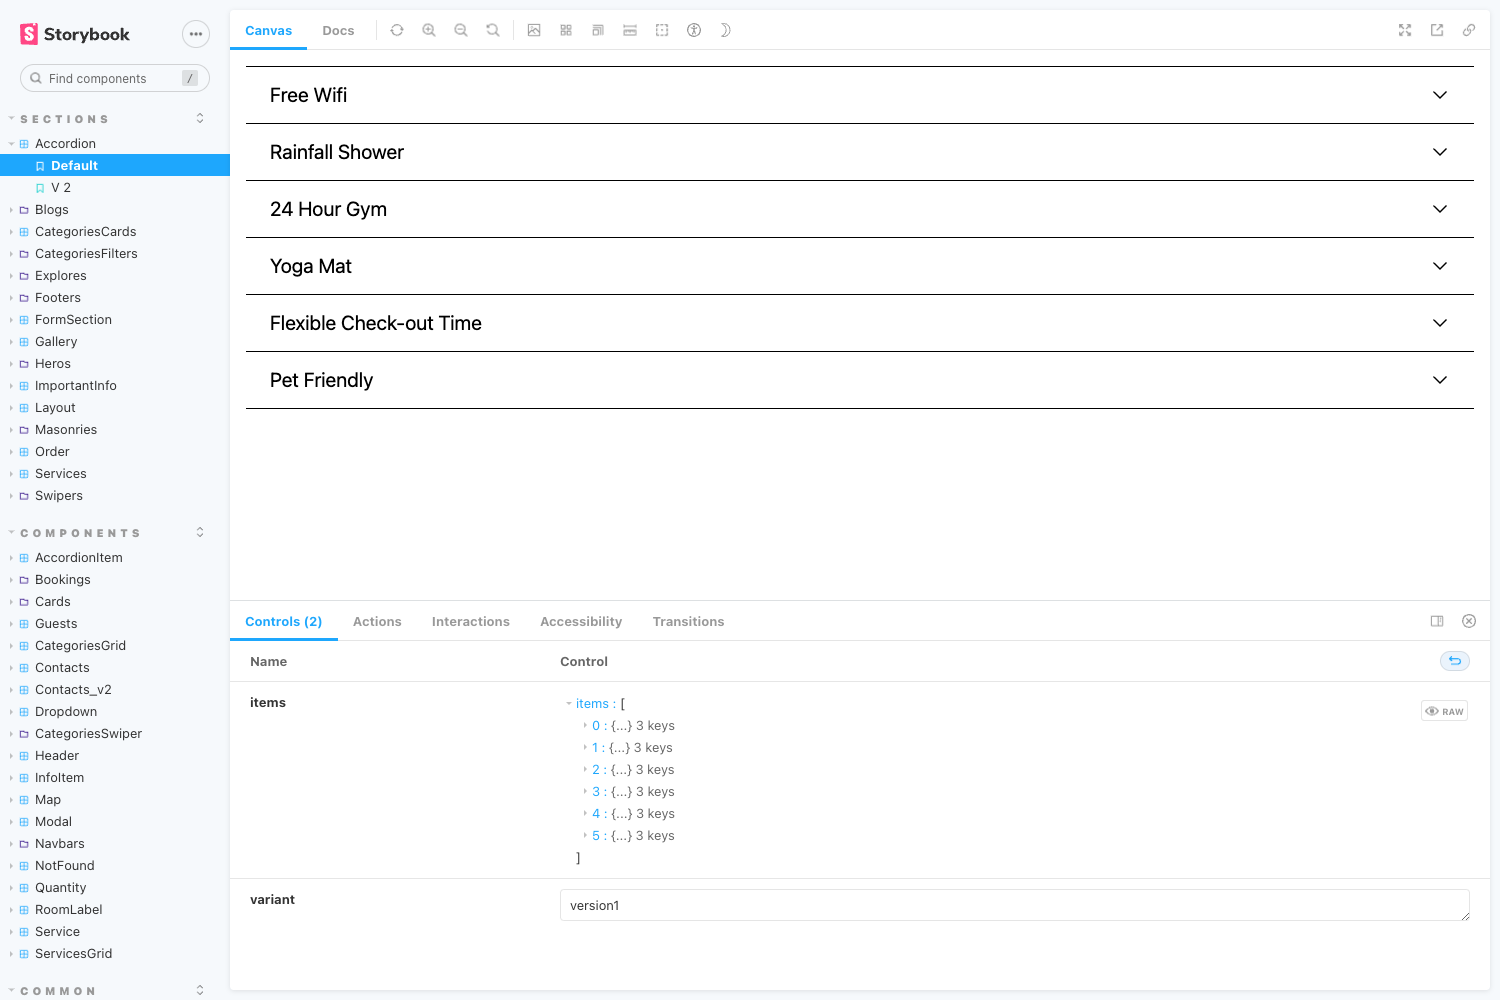 Storybook
Find components /
SECTIONS
Accordion
Default
V 2
Blogs
CategoriesCards
CategoriesFilters
Explores
Footers
FormSection
Gallery
Heros
ImportantInfo
Layout
Masonries
Order
Services
Swipers
COMPONENTS
AccordionItem
Bookings
Cards
Guests
CategoriesGrid
Contacts
Contacts_v2
Dropdown
CategoriesSwiper
Header
InfoItem
Map
Modal
Navbars
NotFound
Quantity
RoomLabel
Service
ServicesGrid
COMMON
Canvas Docs
Free Wifi
Rainfall Shower
24 Hour Gym
Yoga Mat
Flexible Check-out Time
Pet Friendly
Controls (2) Actions Interactions Accessibility Transitions
Name Control
items items : [
RAW
0 : {...} 3 keys
1 : {...} 3 keys
2 : {...} 3 keys
3 : {...} 3 keys
4 : {...} 3 keys
5 : {...} 3 keys
]
variant version1